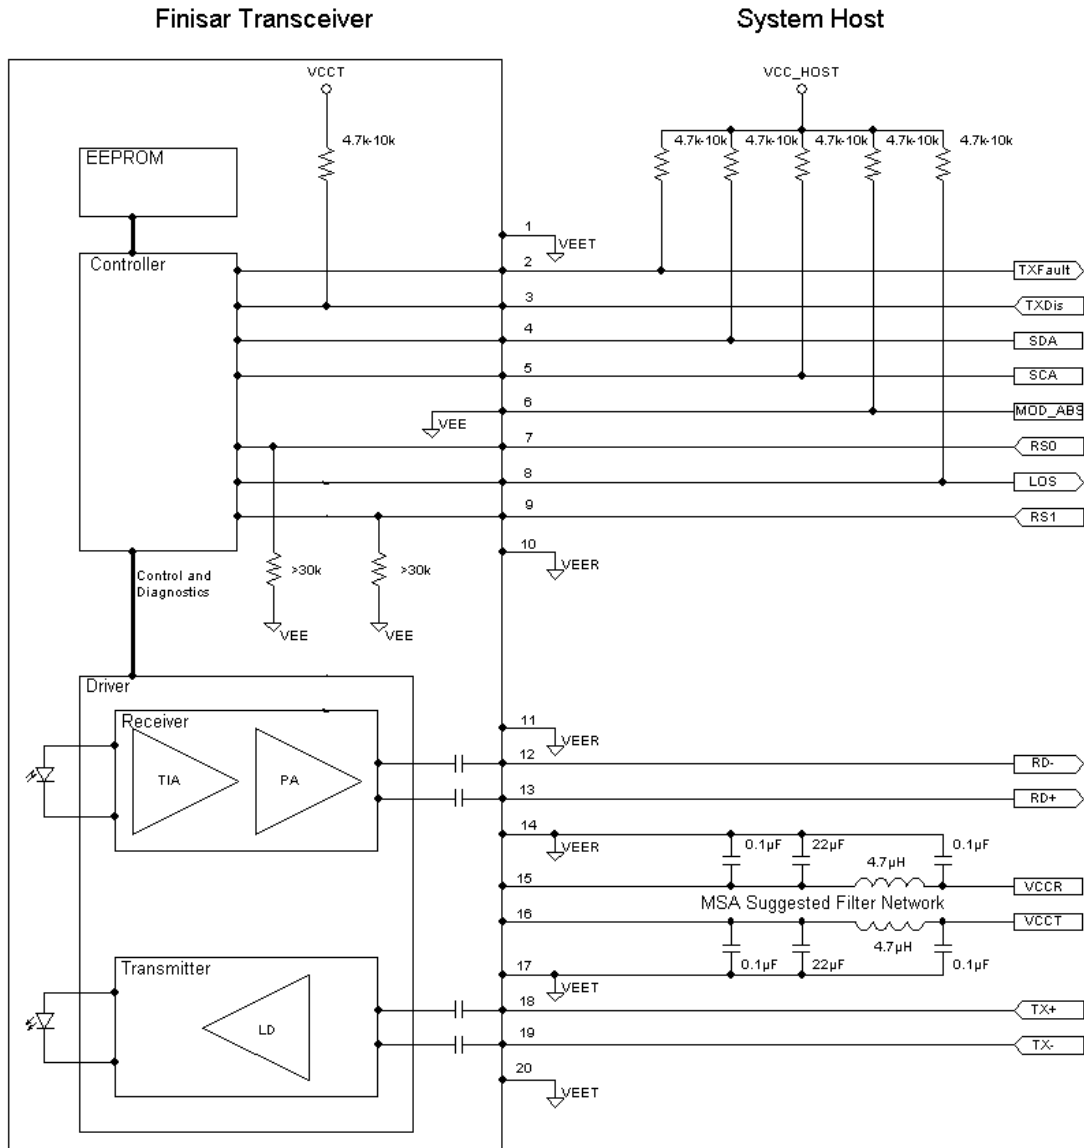 Finisar Transceiver
System Host
VCCT
VCC_HOST
4.7k-10k
4.7k-10k
4.7k-10k
4.7k-10k
4.7k-10k
4.7k-10k
EEPROM
1
VEET
Controller
2
TXFault
3
TXDis
4
SDA
5
SCA
6
VEE
MOD_ABS
7
RS0
8
LOS
9
RS1
10
VEER
Control and
Diagnostics
>30k
>30k
VEE
VEE
Driver
Receiver
11
VEER
12
RD-
TIA
PA
13
RD+
14
VEER
0.1µF
22µF
4.7µH
0.1µF
15
VCCR
MSA Suggested Filter Network
16
VCCT
4.7µH
Transmitter
0.1µF
22µF
0.1µF
17
VEET
18
TX+
LD
19
TX-
20
VEET